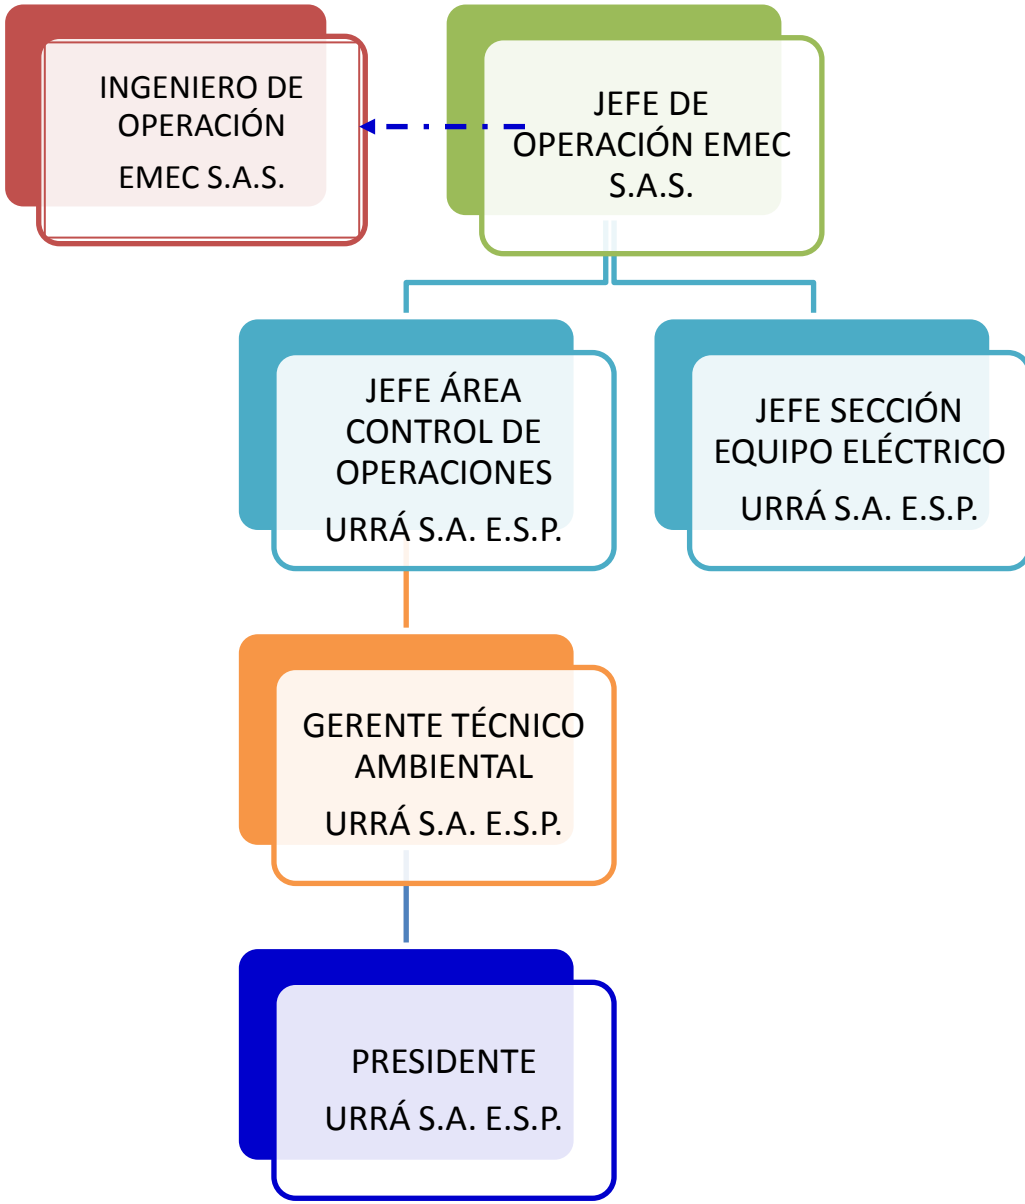 INGENIERO DE
OPERACIÓN
EMEC S.A.S.
JEFE DE
OPERACIÓN EMEC
S.A.S.
JEFE ÁREA
CONTROL DE
OPERACIONES
URRÁ S.A. E.S.P.
JEFE SECCIÓN
EQUIPO ELÉCTRICO
URRÁ S.A. E.S.P.
GERENTE TÉCNICO
AMBIENTAL
URRÁ S.A. E.S.P.
PRESIDENTE
URRÁ S.A. E.S.P.